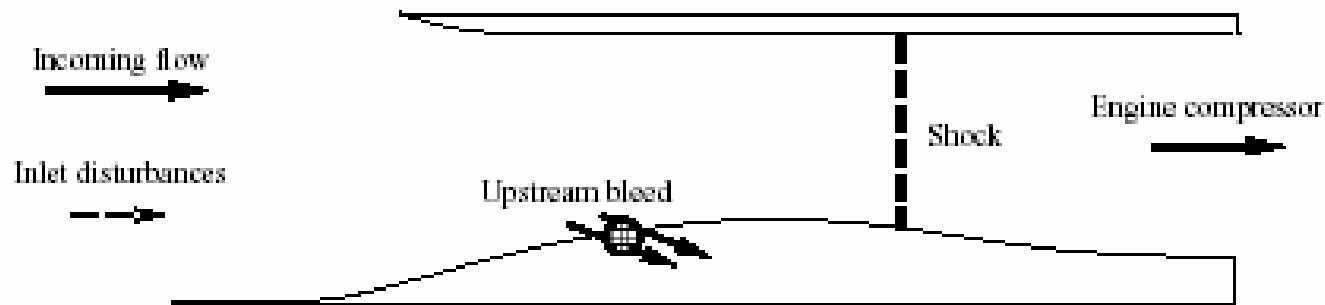 Incoming flow
Engine compressor
Shock
Inlet disturbances
Upstream bleed